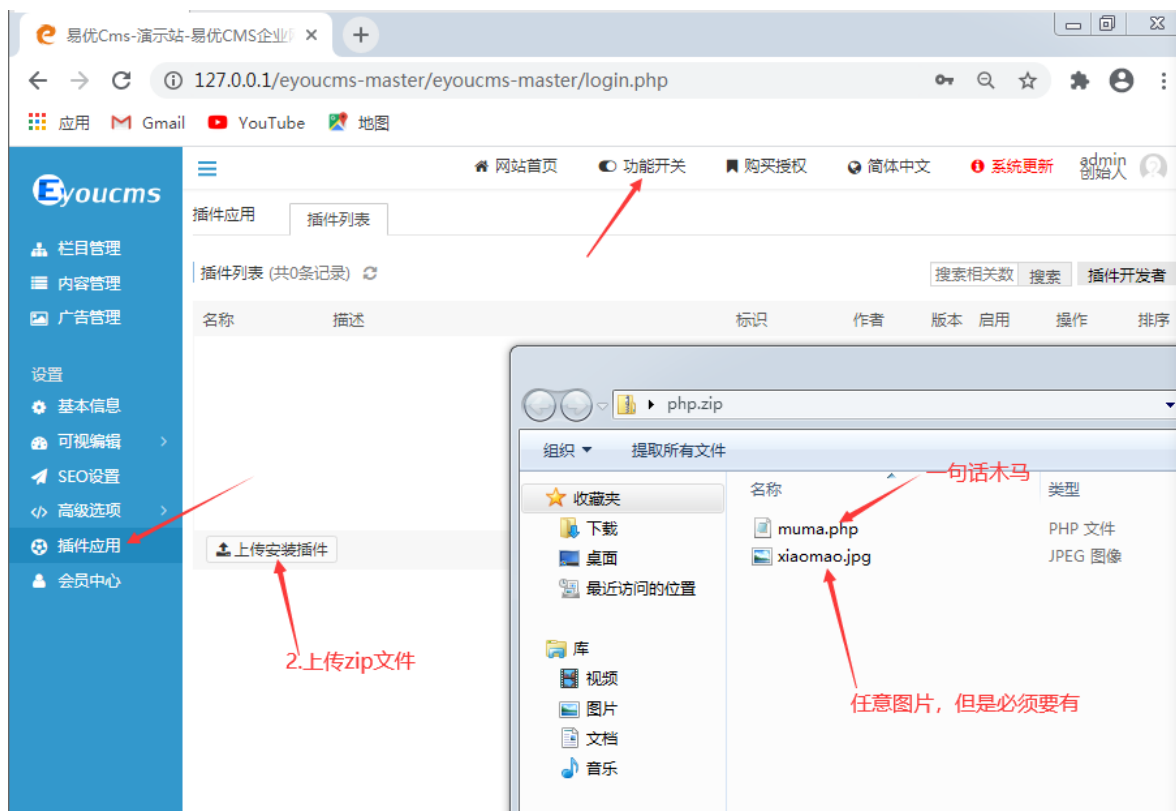 易优Cms-演示站-易优CMS企业
127.0.0.1/eyoucms-master/eyoucms-master/login.php
应用 Gmail YouTube 地图
Eyoucms
网站首页 功能开关 购买授权 简体中文 系统更新 admin
创始人
插件应用 插件列表
栏目管理
内容管理
广告管理
设置
基本信息
可视编辑
SEO设置
高级选项
插件应用
会员中心
插件列表 (共0条记录) 搜索相关数 搜索 插件开发者
名称 描述 标识 作者 版本 启用 操作 排序
上传安装插件
2.上传zip文件
php.zip
组织 提取所有文件
收藏夹
下载
桌面
最近访问的位置
库
视频
图片
文档
音乐
名称 类型
一句话木马
muma.php PHP 文件
xiaomao.jpg JPEG 图像
任意图片，但是必须要有